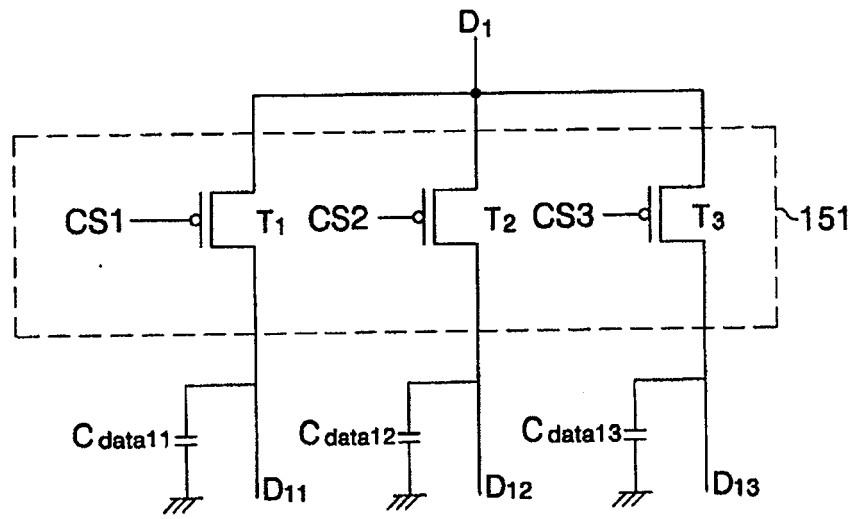 D1
CS1
T1
CS2
T2
CS3
T3
151
Cdata11
Cdata12
Cdata13
D11
D12
D13